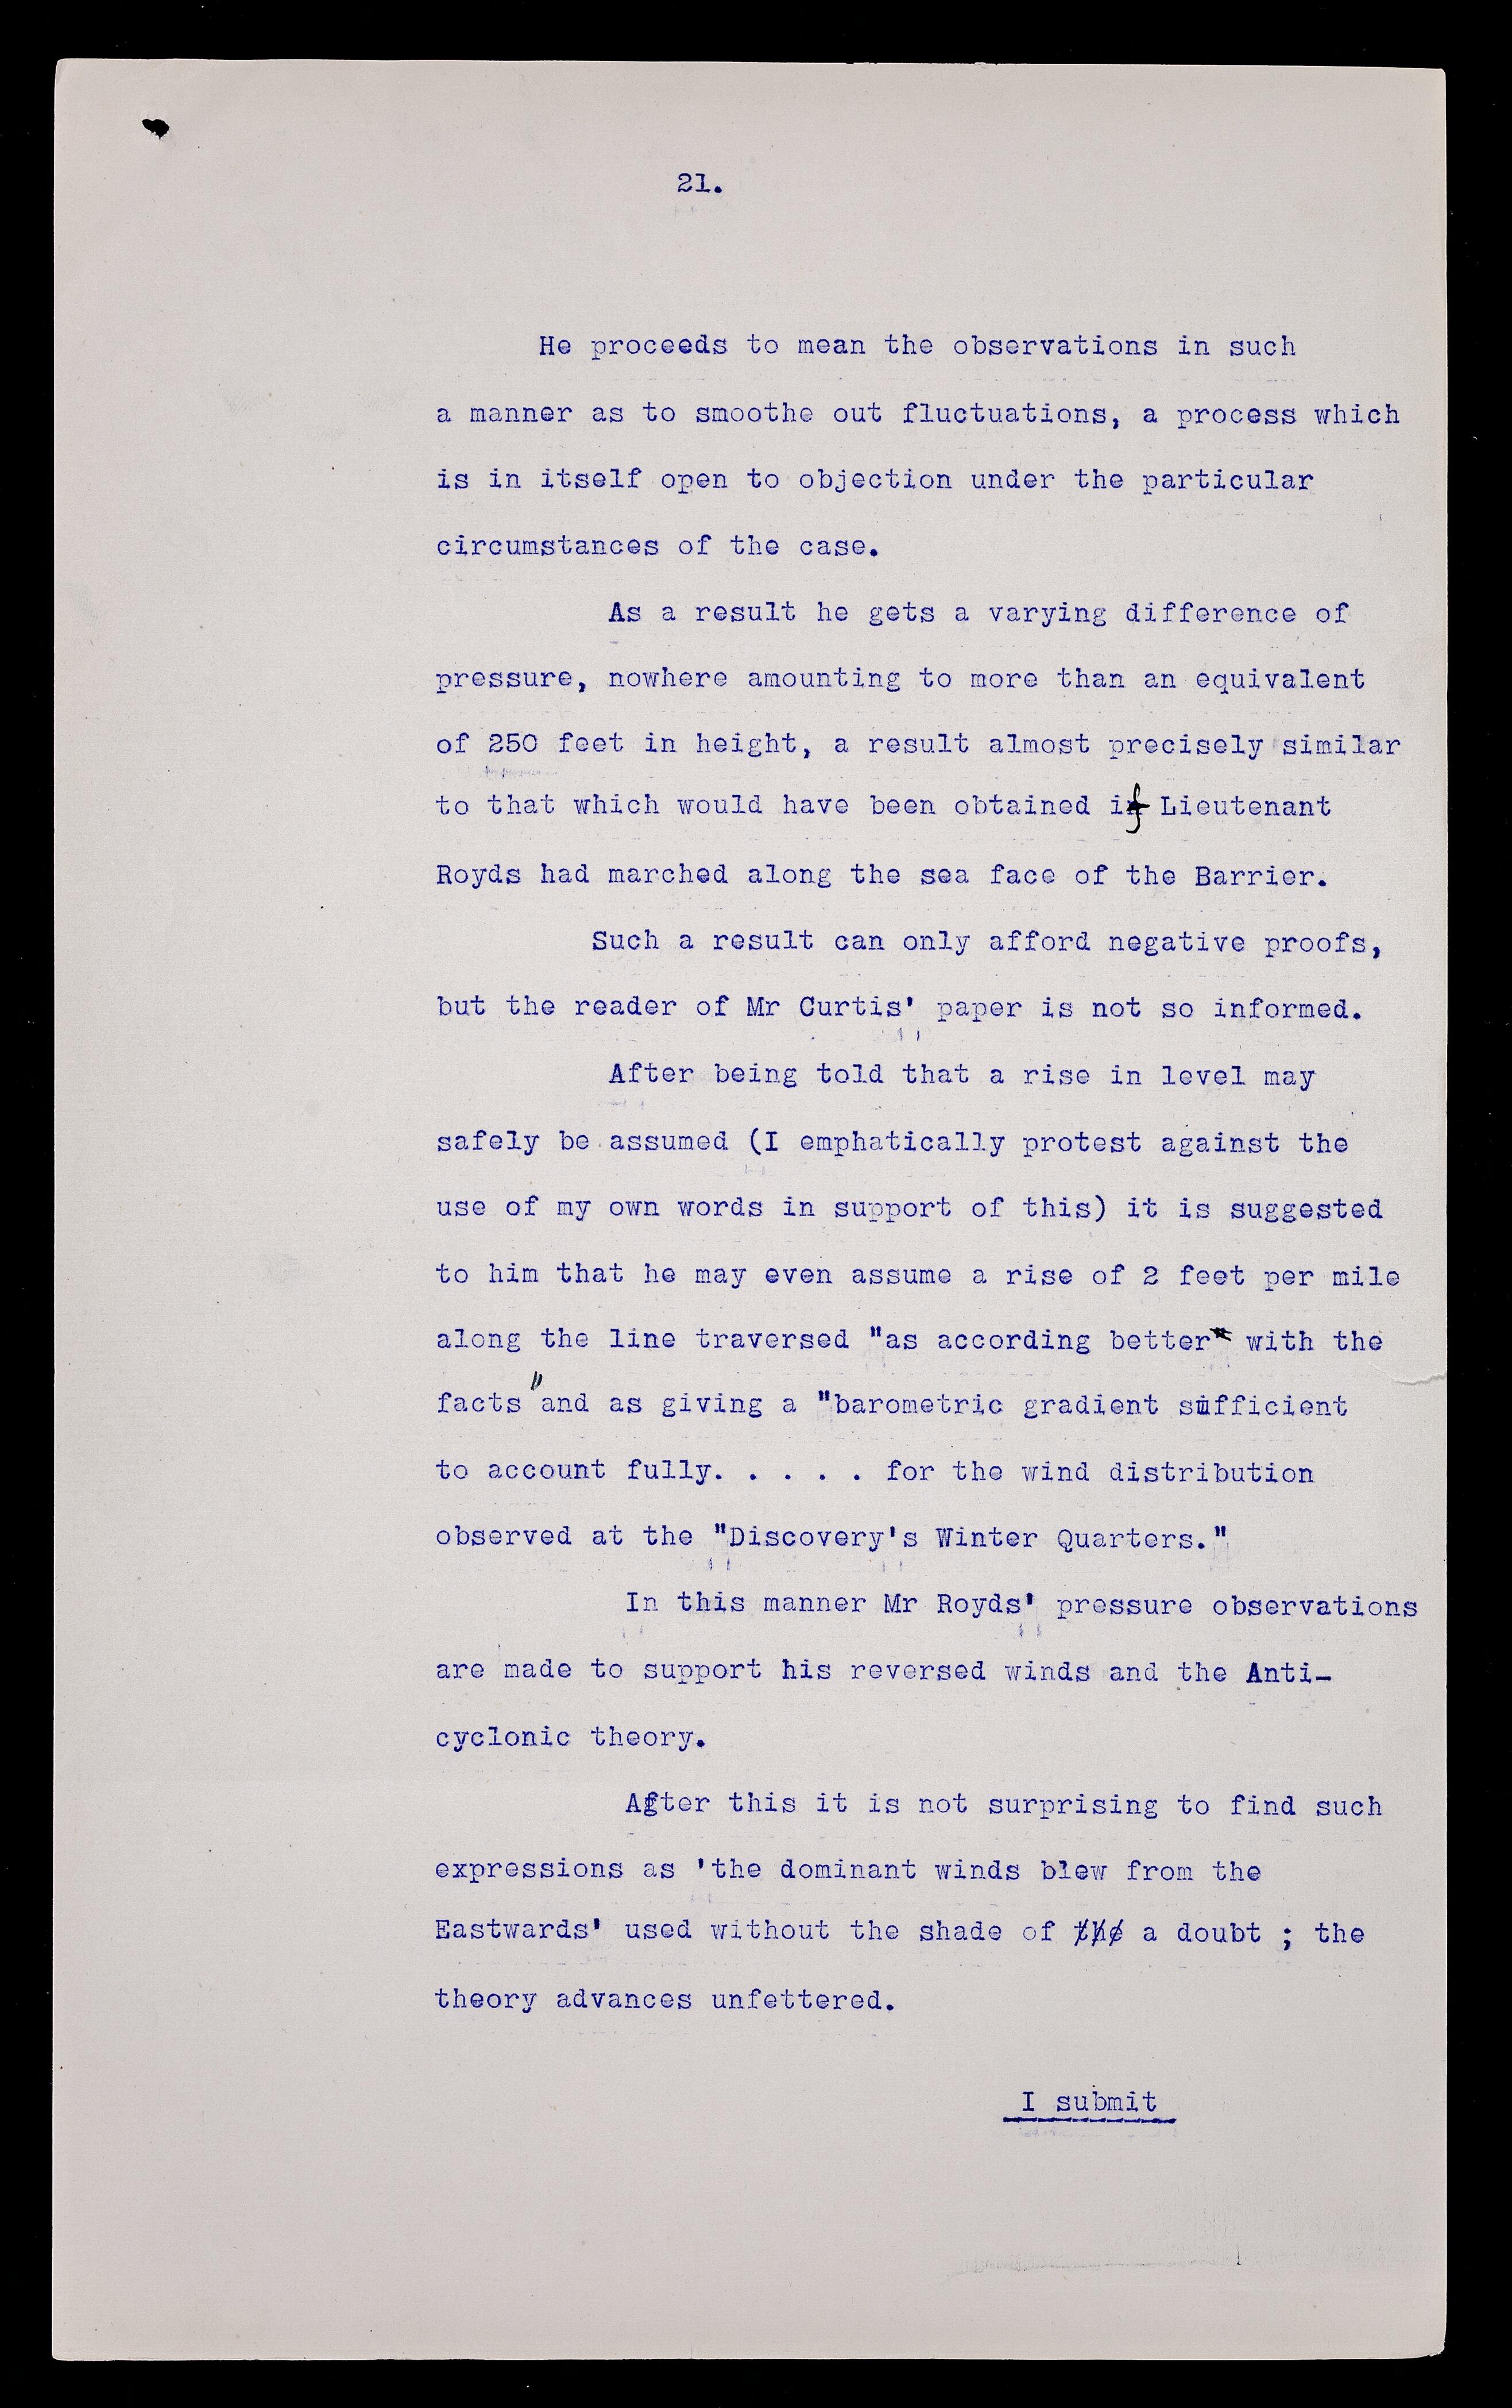 21.
He proceeds to mean the observations in such
a manner as to smoothe out fluctuations, a process which
is in itself open to objection under the particular
circumstances of the case.
As a result he gets a varying difference of
pressure, nowhere amounting to more than an equivalent
of 250 feet in height, a result almost precisely similar
to that which would have been obtained if Lieutenant
Royds had marched along the sea face of the Barrier.
Such a result can only afford negative proofs,
but the reader of Mr Curtis' paper is not so informed.
After being told that a rise in level may
safely be assumed (I emphatically protest against the
use of my own words in support of this) it is suggested
to him that he may even assume a rise of 2 feet per mile
along the line traversed "as according better with the
facts" and as giving a "barometric gradient sufficient
to account fully. . . . . for the wind distribution
observed at the "Discovery's Winter Quarters."
In this manner Mr Royds' pressure observations
are made to support his reversed winds and the Anti-
cyclonic theory.
After this it is not surprising to find such
expressions as 'the dominant winds blew from the
Eastwards' used without the shade of the a doubt ; the
theory advances unfettered.
I submit